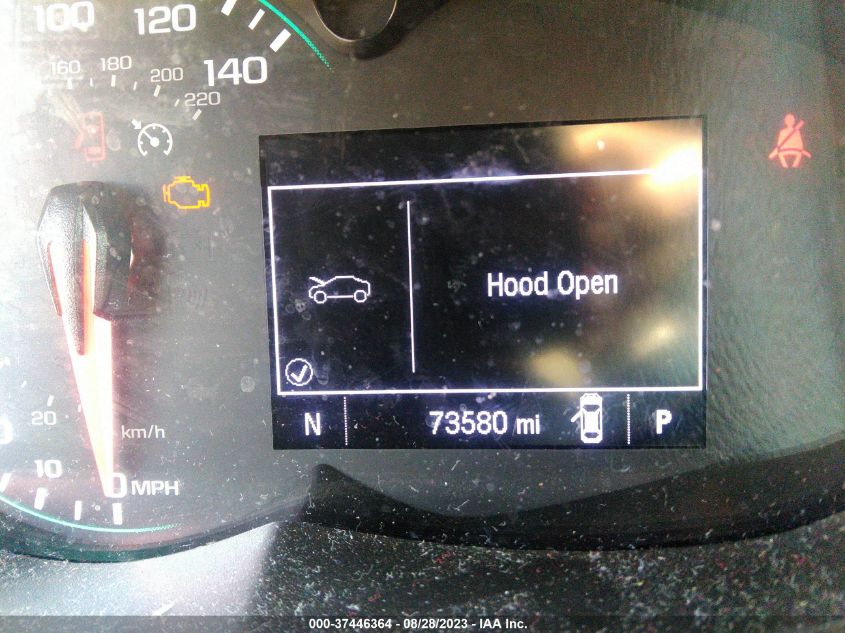 100 120
140
160 180 200 220
Hood Open
20
km/h
N 73580 mi P
10
0 MPH
000-37446364 - 08/28/2023 - IAA Inc.